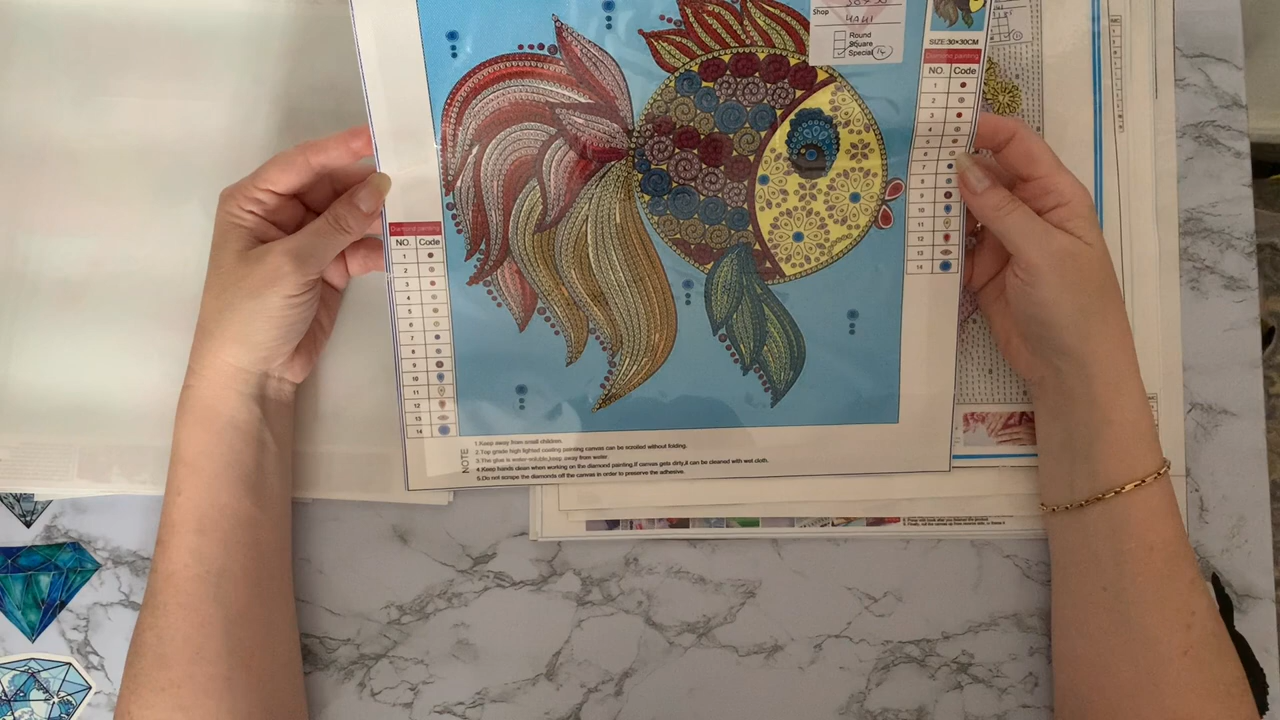 Shop
Round
Square
Special 14
SIZE:30×30CM
Diamond painting
NO. Code
1
2
3
4
5
6
7
8
9
10
11
12
13
14
Diamond painting
NO. Code
1
2
3
4
5
6
7
8
9
10
11
12
13
14
NOTE
1.Keep away from small children.
2.Top grade high lighted coating painting canvas can be scrolled without folding.
3.The glue is water-soluble,keep away from water.
4.Keep hands clean when working on the diamond painting,if canvas gets dirty,it can be cleaned with wet cloth.
5.Do not scrape the diamonds off the canvas in order to preserve the adhesive.